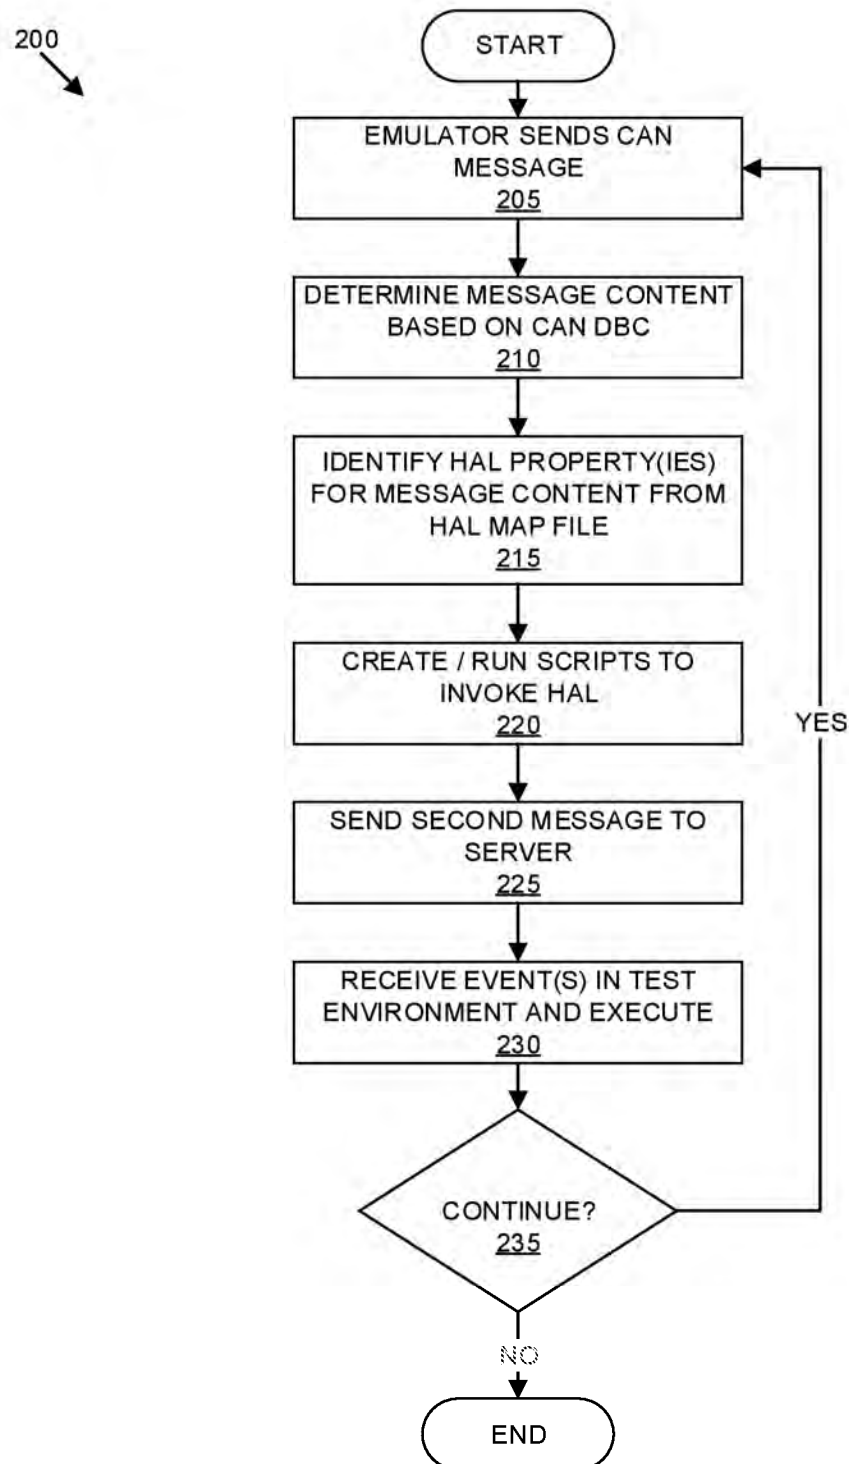 200
START
EMULATOR SENDS CAN
MESSAGE
205
DETERMINE MESSAGE CONTENT
BASED ON CAN DBC
210
IDENTIFY HAL PROPERTY(IES)
FOR MESSAGE CONTENT FROM
HAL MAP FILE
215
CREATE / RUN SCRIPTS TO
INVOKE HAL
220
YES
SEND SECOND MESSAGE TO
SERVER
225
RECEIVE EVENT(S) IN TEST
ENVIRONMENT AND EXECUTE
230
CONTINUE?
235
NO
END